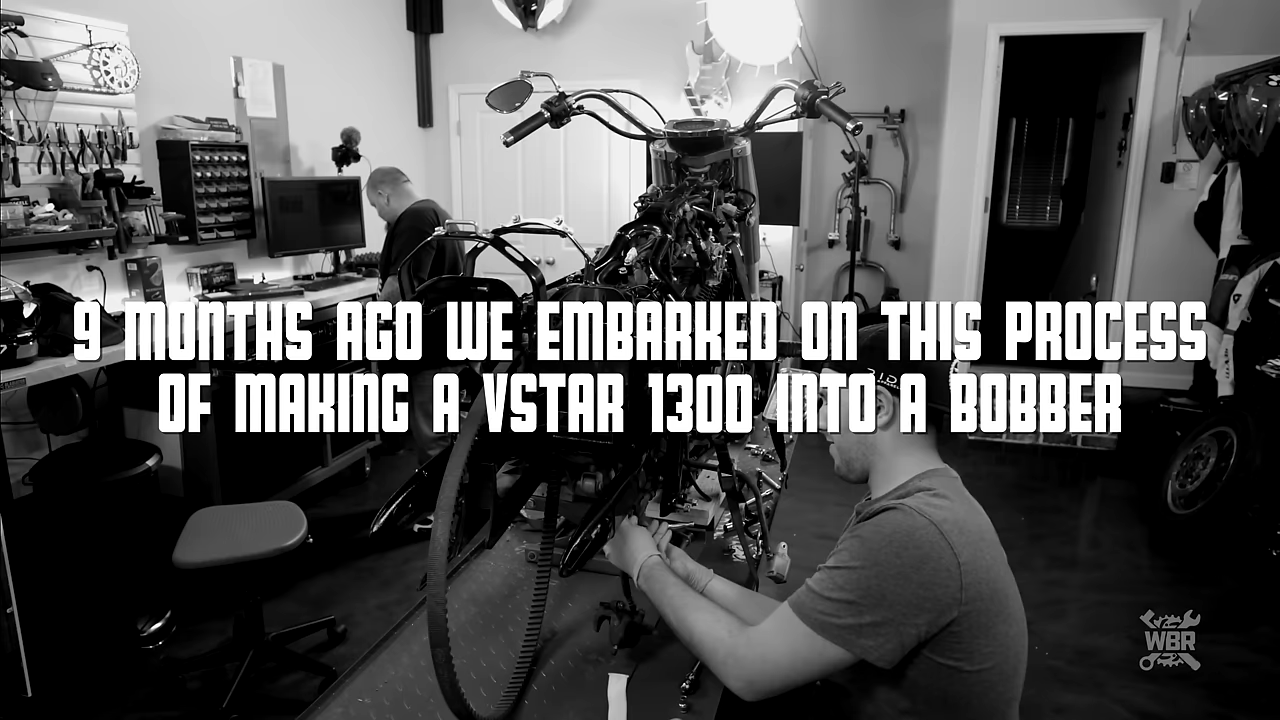 9 MONTHS AGO WE EMBARKED ON THIS PROCESS
OF MAKING A VSTAR 1300 INTO A BOBBER
WBR